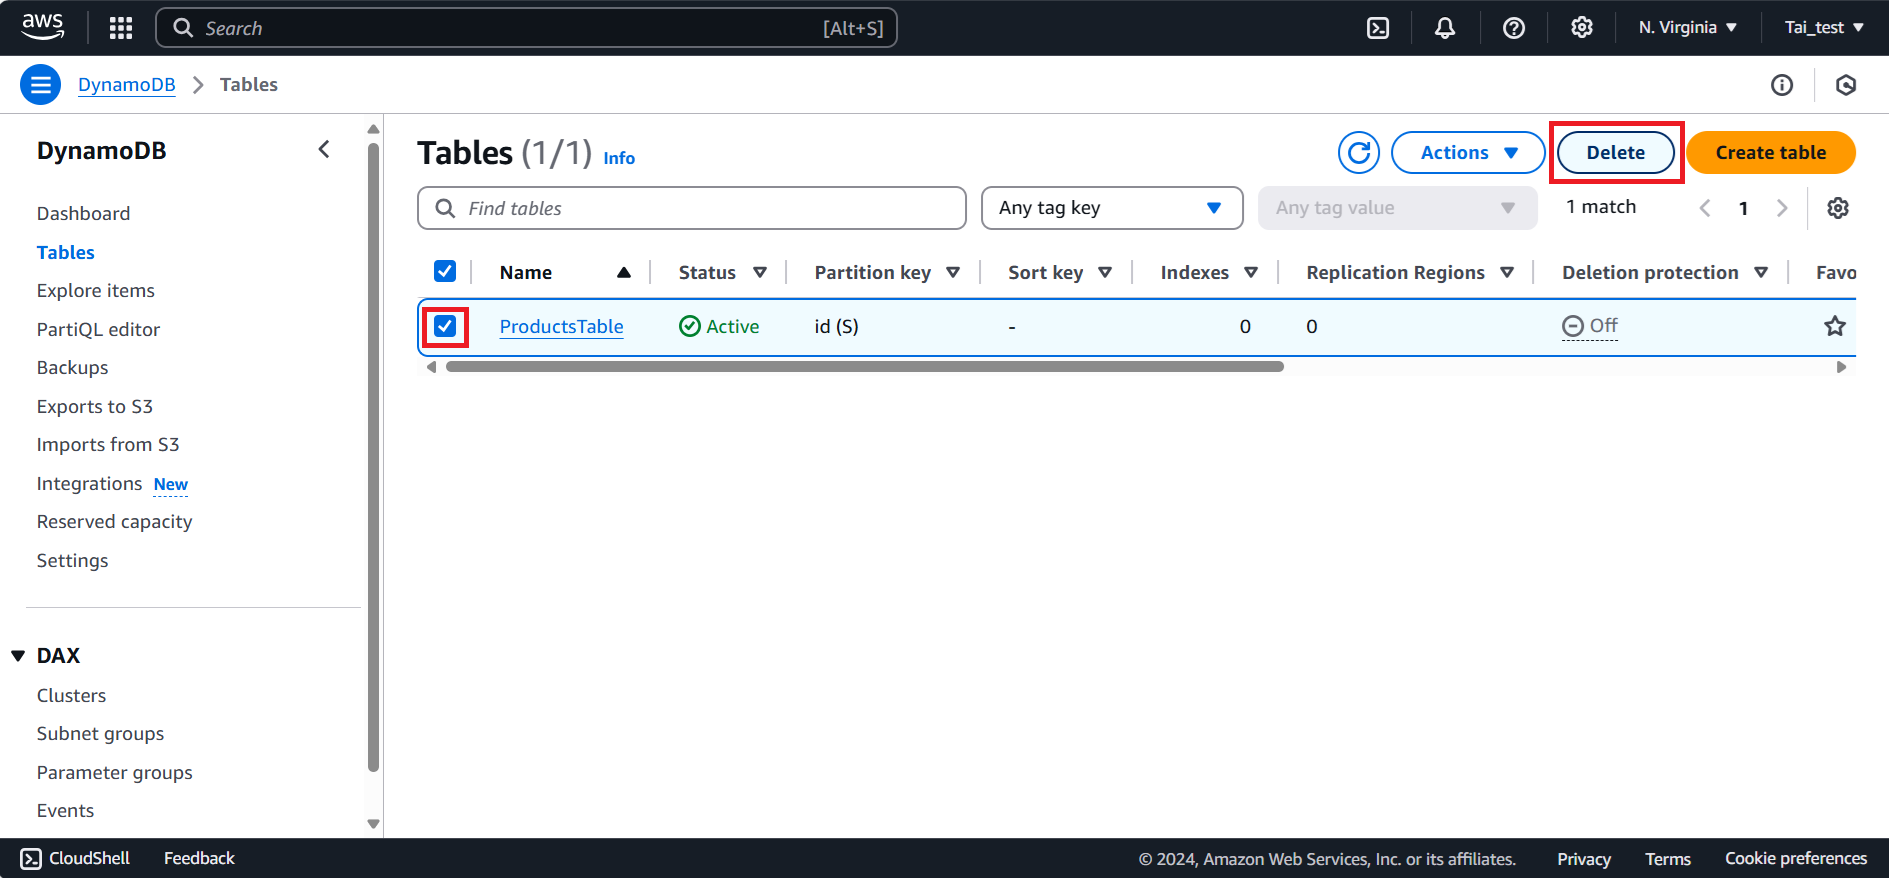 aws
Search [Alt+S]
N. Virginia
Tai_test
DynamoDB
Tables
DynamoDB
Dashboard
Tables
Explore items
PartiQL editor
Backups
Exports to S3
Imports from S3
Integrations New
Reserved capacity
Settings
DAX
Clusters
Subnet groups
Parameter groups
Events
Tables (1/1) Info
Actions
Delete
Create table
Find tables
Any tag key
Any tag value
1 match
1
Name Status Partition key Sort key Indexes Replication Regions Deletion protection Favo
ProductsTable Active id (S) - 0 0 Off
CloudShell Feedback © 2024, Amazon Web Services, Inc. or its affiliates. Privacy Terms Cookie preferences